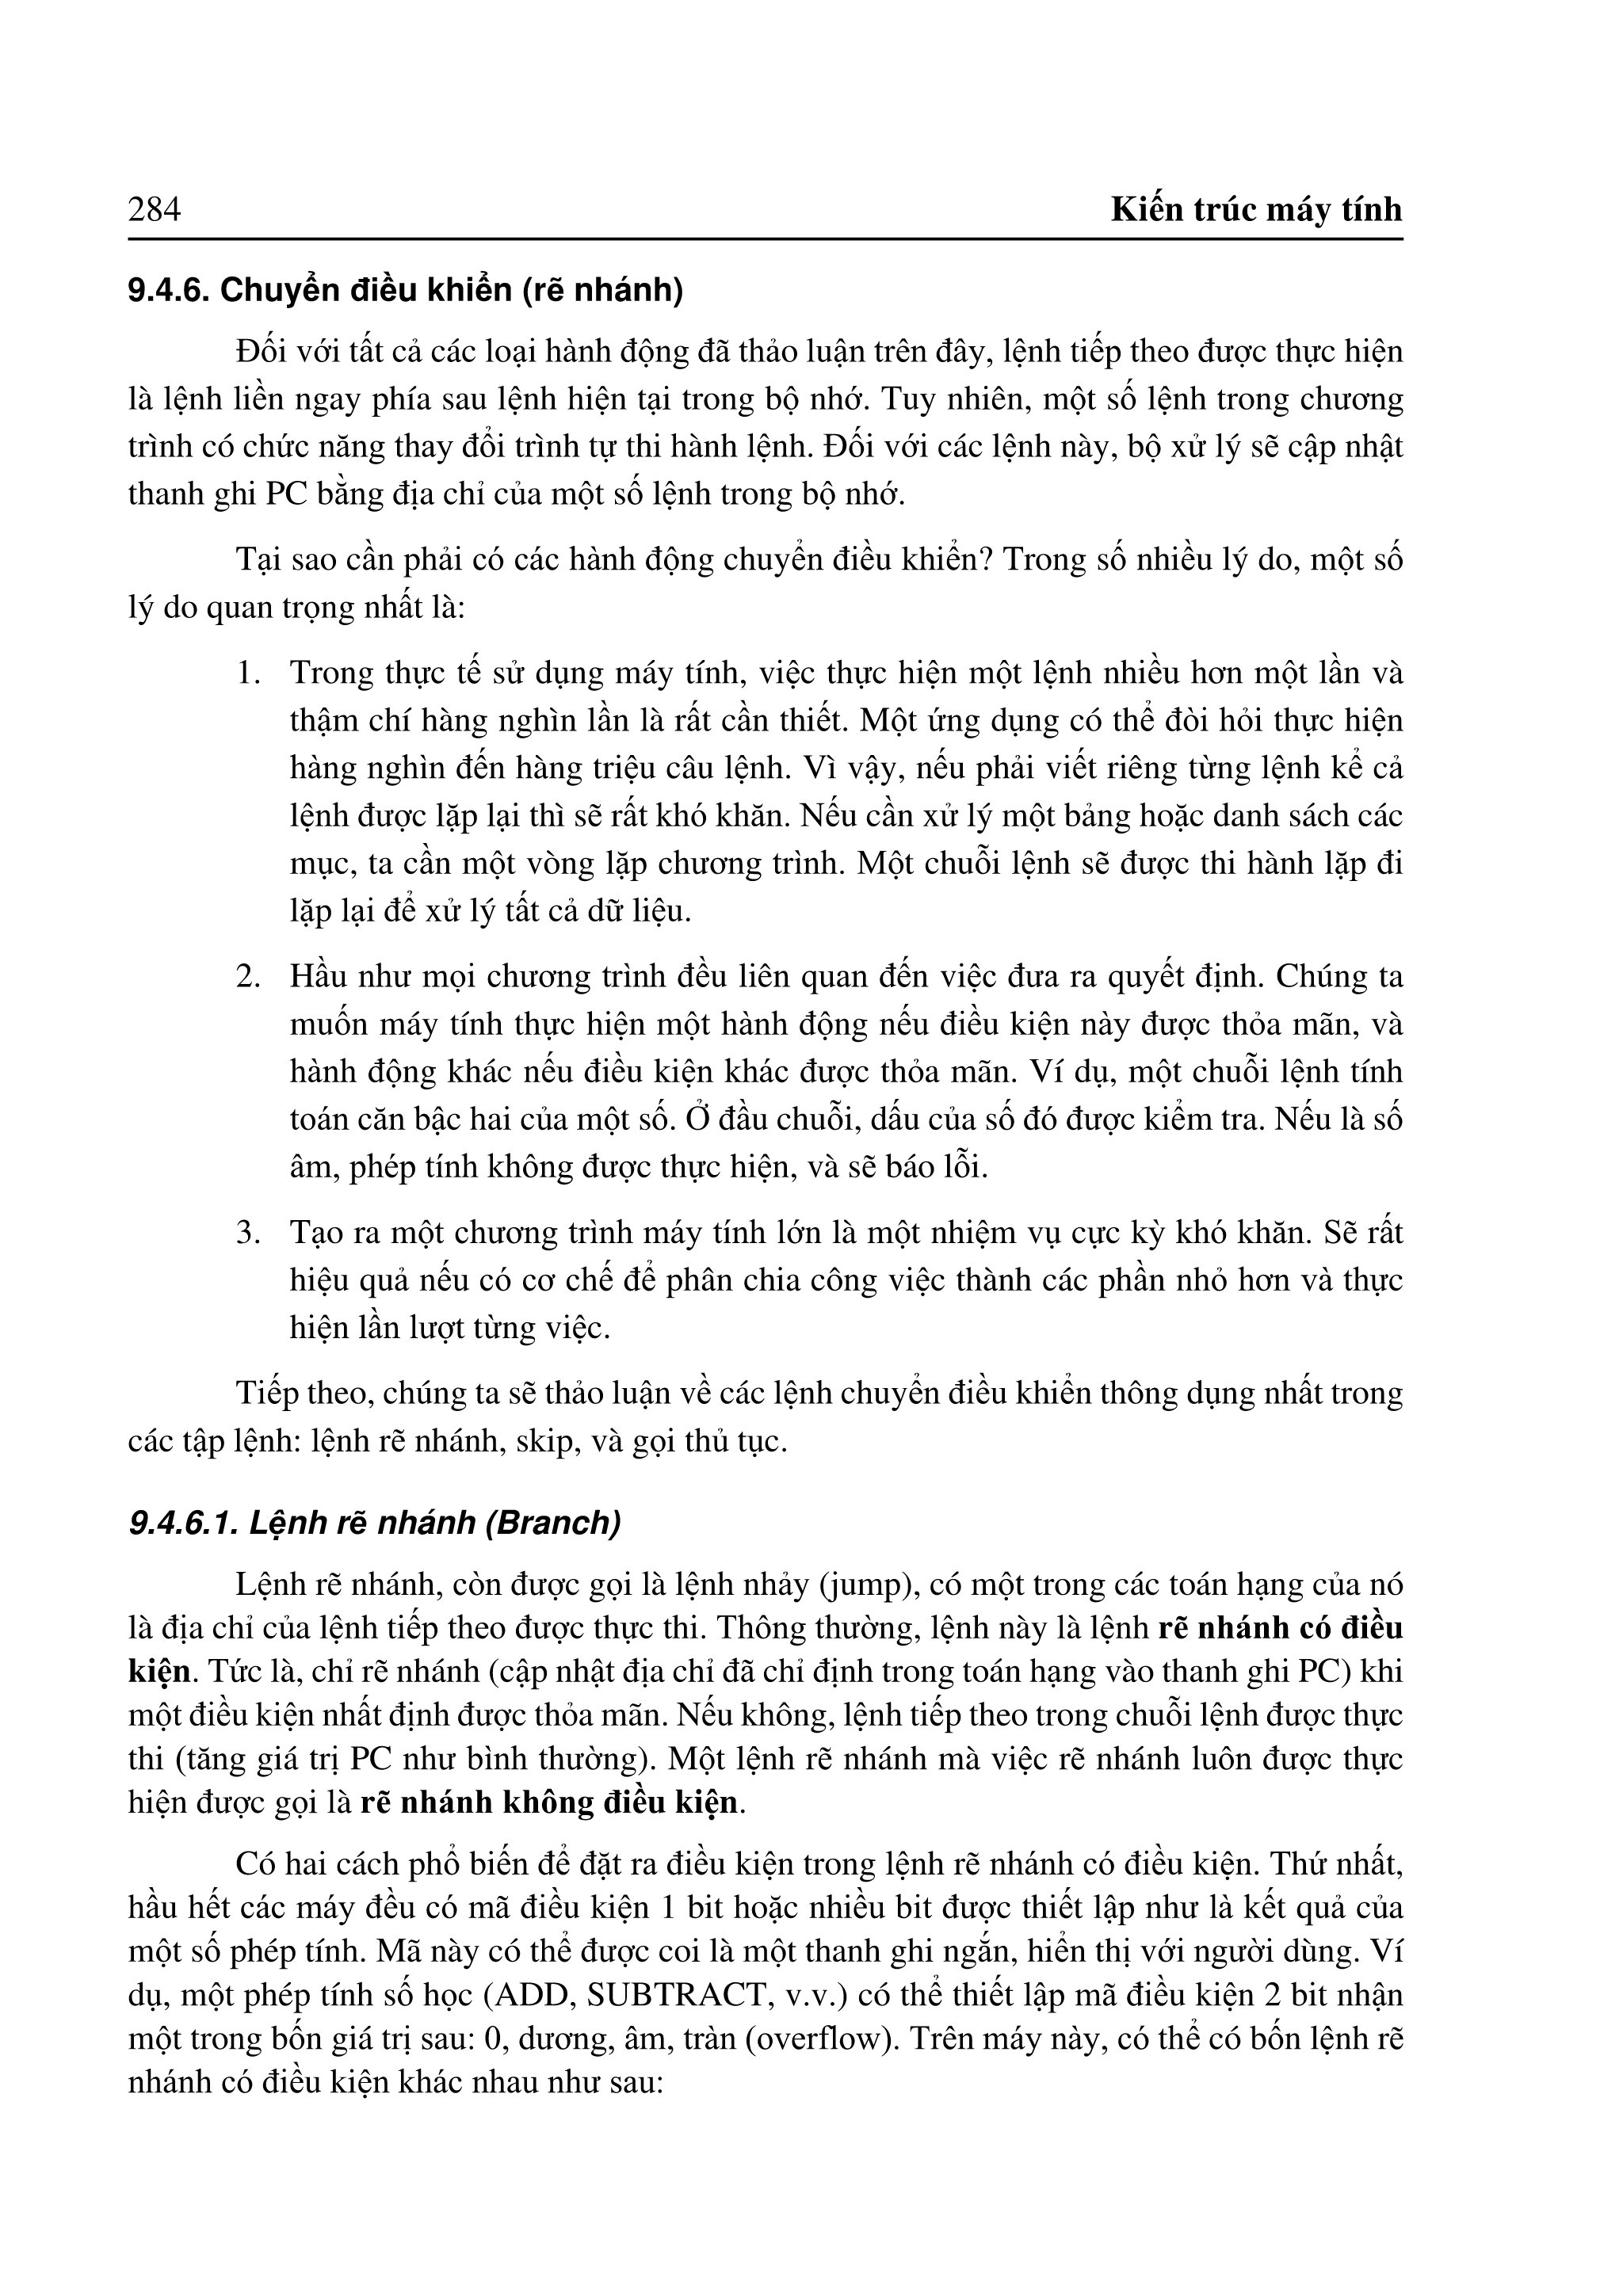 284 Kiến trúc máy tính
9.4.6. Chuyển điều khiển (rẽ nhánh)
Đối với tất cả các loại hành động đã thảo luận trên đây, lệnh tiếp theo được thực hiện
là lệnh liền ngay phía sau lệnh hiện tại trong bộ nhớ. Tuy nhiên, một số lệnh trong chương
trình có chức năng thay đổi trình tự thi hành lệnh. Đối với các lệnh này, bộ xử lý sẽ cập nhật
thanh ghi PC bằng địa chỉ của một số lệnh trong bộ nhớ.
Tại sao cần phải có các hành động chuyển điều khiển? Trong số nhiều lý do, một số
lý do quan trọng nhất là:
1. Trong thực tế sử dụng máy tính, việc thực hiện một lệnh nhiều hơn một lần và
thậm chí hàng nghìn lần là rất cần thiết. Một ứng dụng có thể đòi hỏi thực hiện
hàng nghìn đến hàng triệu câu lệnh. Vì vậy, nếu phải viết riêng từng lệnh kể cả
lệnh được lặp lại thì sẽ rất khó khăn. Nếu cần xử lý một bảng hoặc danh sách các
mục, ta cần một vòng lặp chương trình. Một chuỗi lệnh sẽ được thi hành lặp đi
lặp lại để xử lý tất cả dữ liệu.
2. Hầu như mọi chương trình đều liên quan đến việc đưa ra quyết định. Chúng ta
muốn máy tính thực hiện một hành động nếu điều kiện này được thỏa mãn, và
hành động khác nếu điều kiện khác được thỏa mãn. Ví dụ, một chuỗi lệnh tính
toán căn bậc hai của một số. Ở đầu chuỗi, dấu của số đó được kiểm tra. Nếu là số
âm, phép tính không được thực hiện, và sẽ báo lỗi.
3. Tạo ra một chương trình máy tính lớn là một nhiệm vụ cực kỳ khó khăn. Sẽ rất
hiệu quả nếu có cơ chế để phân chia công việc thành các phần nhỏ hơn và thực
hiện lần lượt từng việc.
Tiếp theo, chúng ta sẽ thảo luận về các lệnh chuyển điều khiển thông dụng nhất trong
các tập lệnh: lệnh rẽ nhánh, skip, và gọi thủ tục.
9.4.6.1. Lệnh rẽ nhánh (Branch)
Lệnh rẽ nhánh, còn được gọi là lệnh nhảy (jump), có một trong các toán hạng của nó
là địa chỉ của lệnh tiếp theo được thực thi. Thông thường, lệnh này là lệnh rẽ nhánh có điều
kiện. Tức là, chỉ rẽ nhánh (cập nhật địa chỉ đã chỉ định trong toán hạng vào thanh ghi PC) khi
một điều kiện nhất định được thỏa mãn. Nếu không, lệnh tiếp theo trong chuỗi lệnh được thực
thi (tăng giá trị PC như bình thường). Một lệnh rẽ nhánh mà việc rẽ nhánh luôn được thực
hiện được gọi là rẽ nhánh không điều kiện.
Có hai cách phổ biến để đặt ra điều kiện trong lệnh rẽ nhánh có điều kiện. Thứ nhất,
hầu hết các máy đều có mã điều kiện 1 bit hoặc nhiều bit được thiết lập như là kết quả của
một số phép tính. Mã này có thể được coi là một thanh ghi ngắn, hiển thị với người dùng. Ví
dụ, một phép tính số học (ADD, SUBTRACT, v.v.) có thể thiết lập mã điều kiện 2 bit nhận
một trong bốn giá trị sau: 0, dương, âm, tràn (overflow). Trên máy này, có thể có bốn lệnh rẽ
nhánh có điều kiện khác nhau như sau: